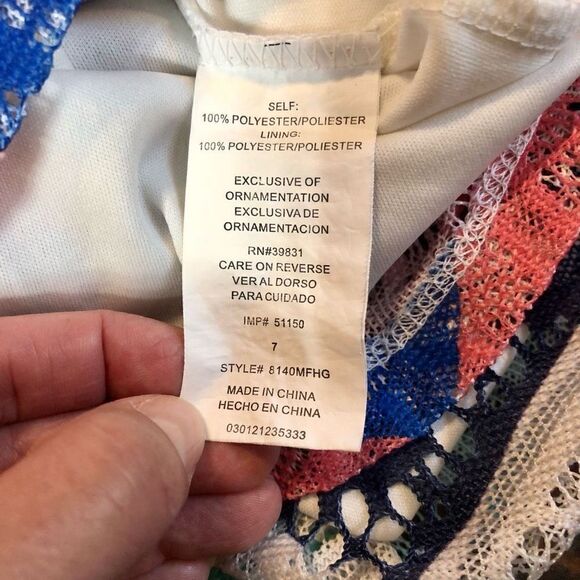 SELF:
100% POLYESTER/POLIESTER
LINING:
100% POLYESTER/POLIESTER
EXCLUSIVE OF
ORNAMENTATION
EXCLUSIVA DE
ORNAMENTACION
RN#39831
CARE ON REVERSE
VER AL DORSO
PARA CUIDADO
IMP# 51150
7
STYLE# 8140MFHG
MADE IN CHINA
HECHO EN CHINA
030121235333